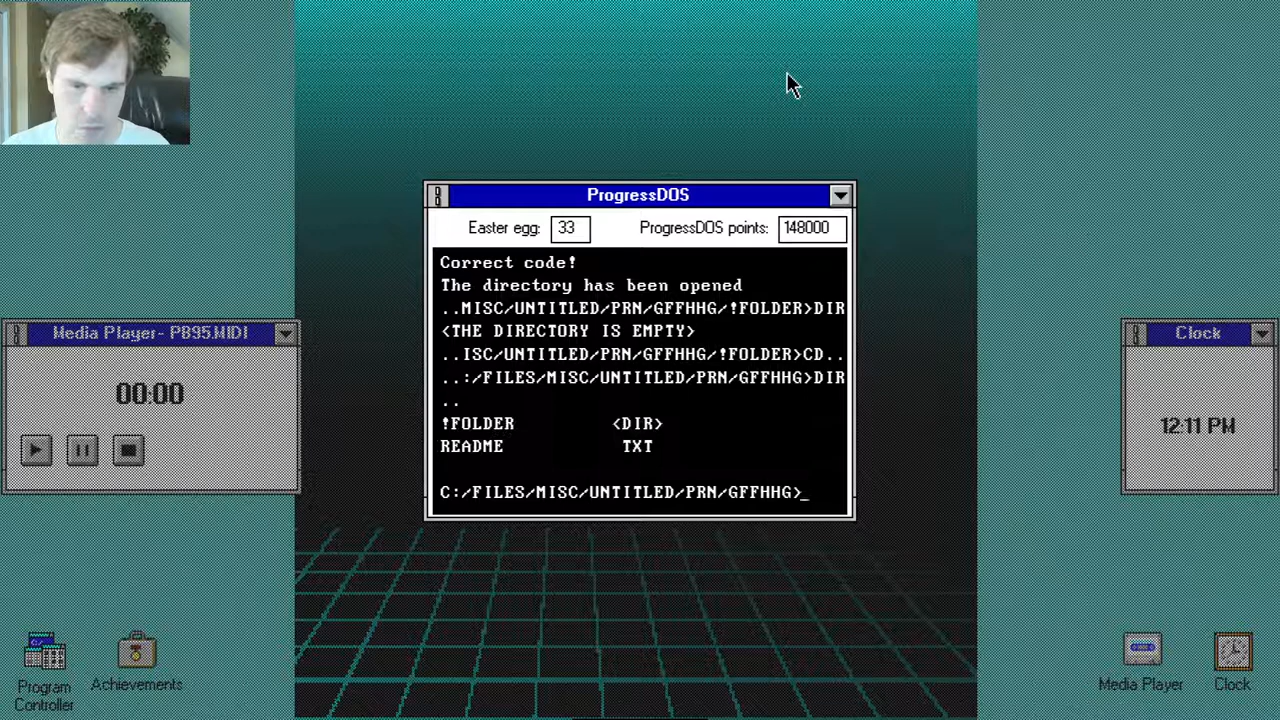 ProgressDOS
Easter egg: 33
ProgressDOS points: 148000
Correct code!
The directory has been opened
..MISC/UNTITLED/PRN/GFFHHG/!FOLDER>DIR
<THE DIRECTORY IS EMPTY>
..ISC/UNTITLED/PRN/GFFHHG/!FOLDER>CD..
..:/FILES/MISC/UNTITLED/PRN/GFFHHG>DIR
..
!FOLDER <DIR>
README TXT
C:/FILES/MISC/UNTITLED/PRN/GFFHHG>_
Media Player- PB95.MIDI
00:00
Clock
12:11 PM
Program
Controller
Achievements
Media Player
Clock